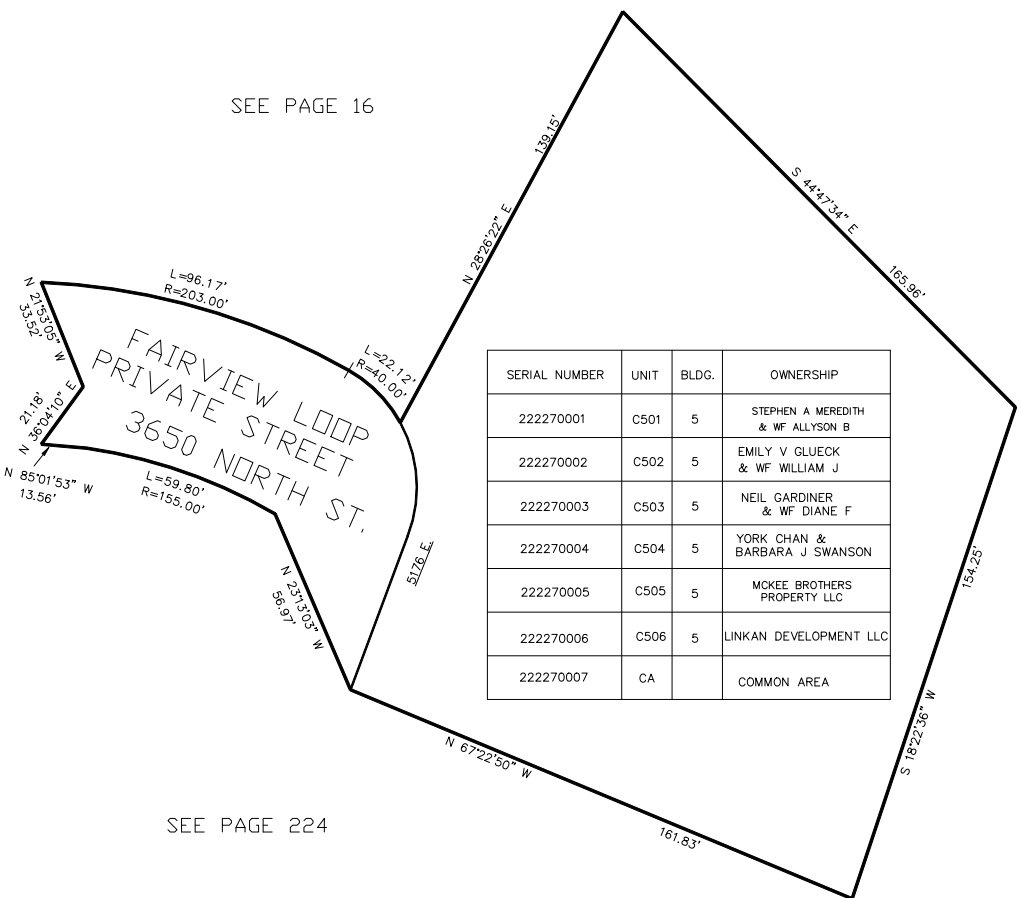 SEE PAGE 16
139.15'
N 28°26'22" E
S 44°47'34" E
165.96'
L=96.17'
R=203.00'
N 21°53'05" W
33.52'
L=22.12'
R=40.00'
FAIRVIEW LOOP
PRIVATE STREET
3650 NORTH ST.
21.18'
N 36°04'10" E
N 85°01'53" W
13.56'
L=59.80'
R=155.00'
5176 E.
N 23°13'03" W
56.97'
SERIAL NUMBER UNIT BLDG. OWNERSHIP
222270001 C501 5 STEPHEN A MEREDITH
& WF ALLYSON B
222270002 C502 5 EMILY V GLUECK
& WF WILLIAM J
222270003 C503 5 NEIL GARDINER
& WF DIANE F
222270004 C504 5 YORK CHAN &
BARBARA J SWANSON
222270005 C505 5 MCKEE BROTHERS
PROPERTY LLC
222270006 C506 5 LINKAN DEVELOPMENT LLC
222270007 CA COMMON AREA
154.25'
S 18°22'36" W
N 67°22'50" W
161.83'
SEE PAGE 224